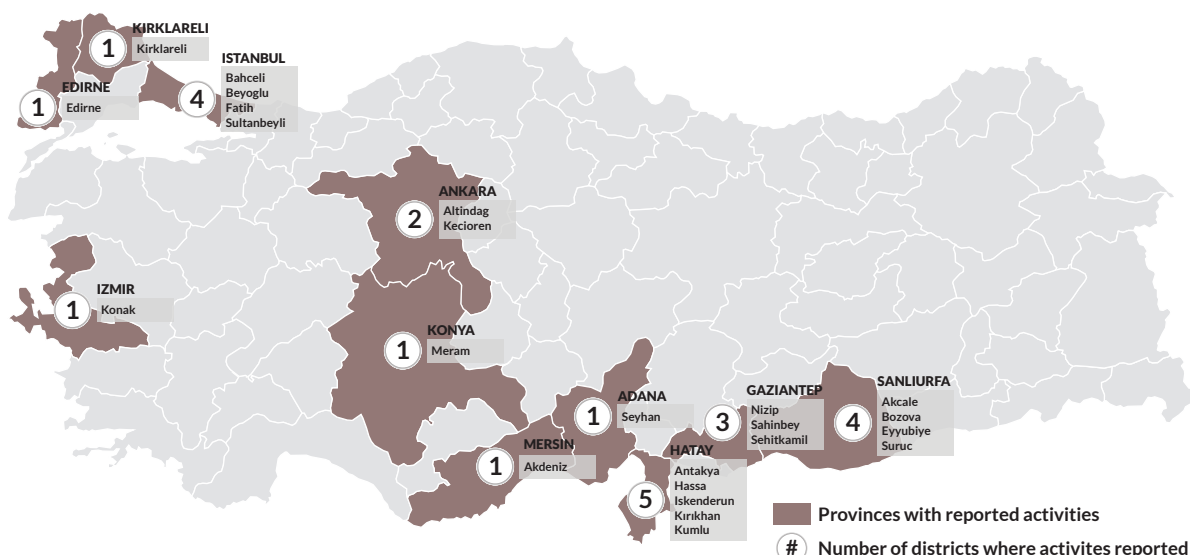 KIRKLARELI
1
Kirklareli
EDIRNE
1
Edirne
ISTANBUL
4
Bahceli
Beyoglu
Fatih
Sultanbeyli
ANKARA
2
Altindag
Kecioren
IZMIR
1
Konak
KONYA
1
Meram
ADANA
1
Seyhan
MERSIN
1
Akdeniz
GAZIANTEP
3
Nizip
Sahinbey
Sehitkamil
SANLIURFA
4
Akcale
Bozova
Eyyubiye
Suruc
HATAY
5
Antakya
Hassa
Iskenderun
Kırıkhan
Kumlu
Provinces with reported activities
# Number of districts where activites reported